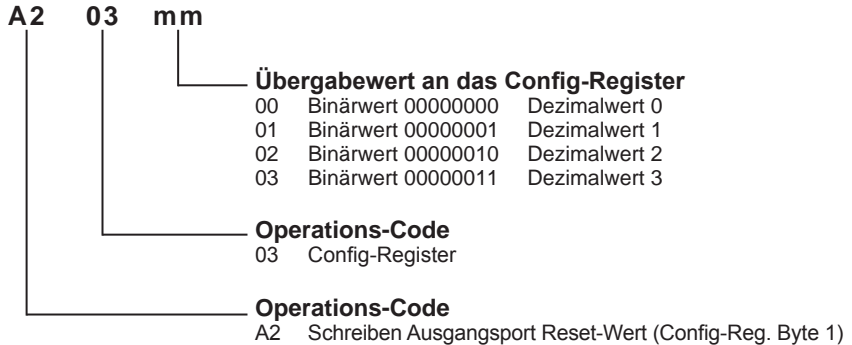 A2 03 mm
Übergabewert an das Config-Register
00 Binärwert 00000000 Dezimalwert 0
01 Binärwert 00000001 Dezimalwert 1
02 Binärwert 00000010 Dezimalwert 2
03 Binärwert 00000011 Dezimalwert 3
Operations-Code
03 Config-Register
Operations-Code
A2 Schreiben Ausgangsport Reset-Wert (Config-Reg. Byte 1)